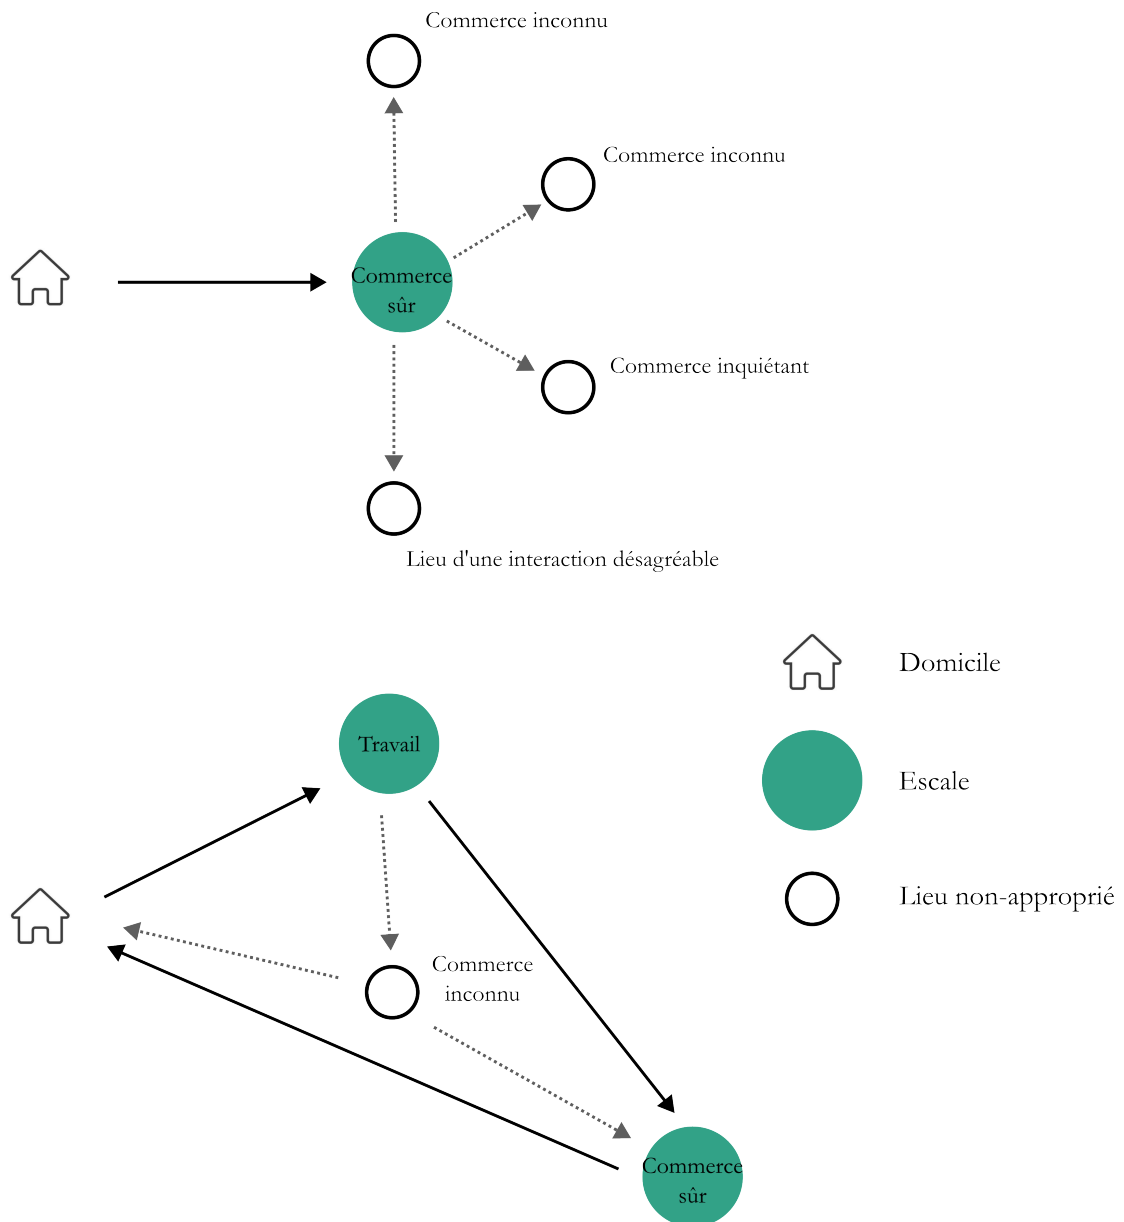 Commerce inconnu
Commerce inconnu
Commerce
sûr
Commerce inquiétant
Lieu d'une interaction désagréable
Domicile
Travail
Escale
Lieu non-approprié
Commerce
inconnu
Commerce
sûr